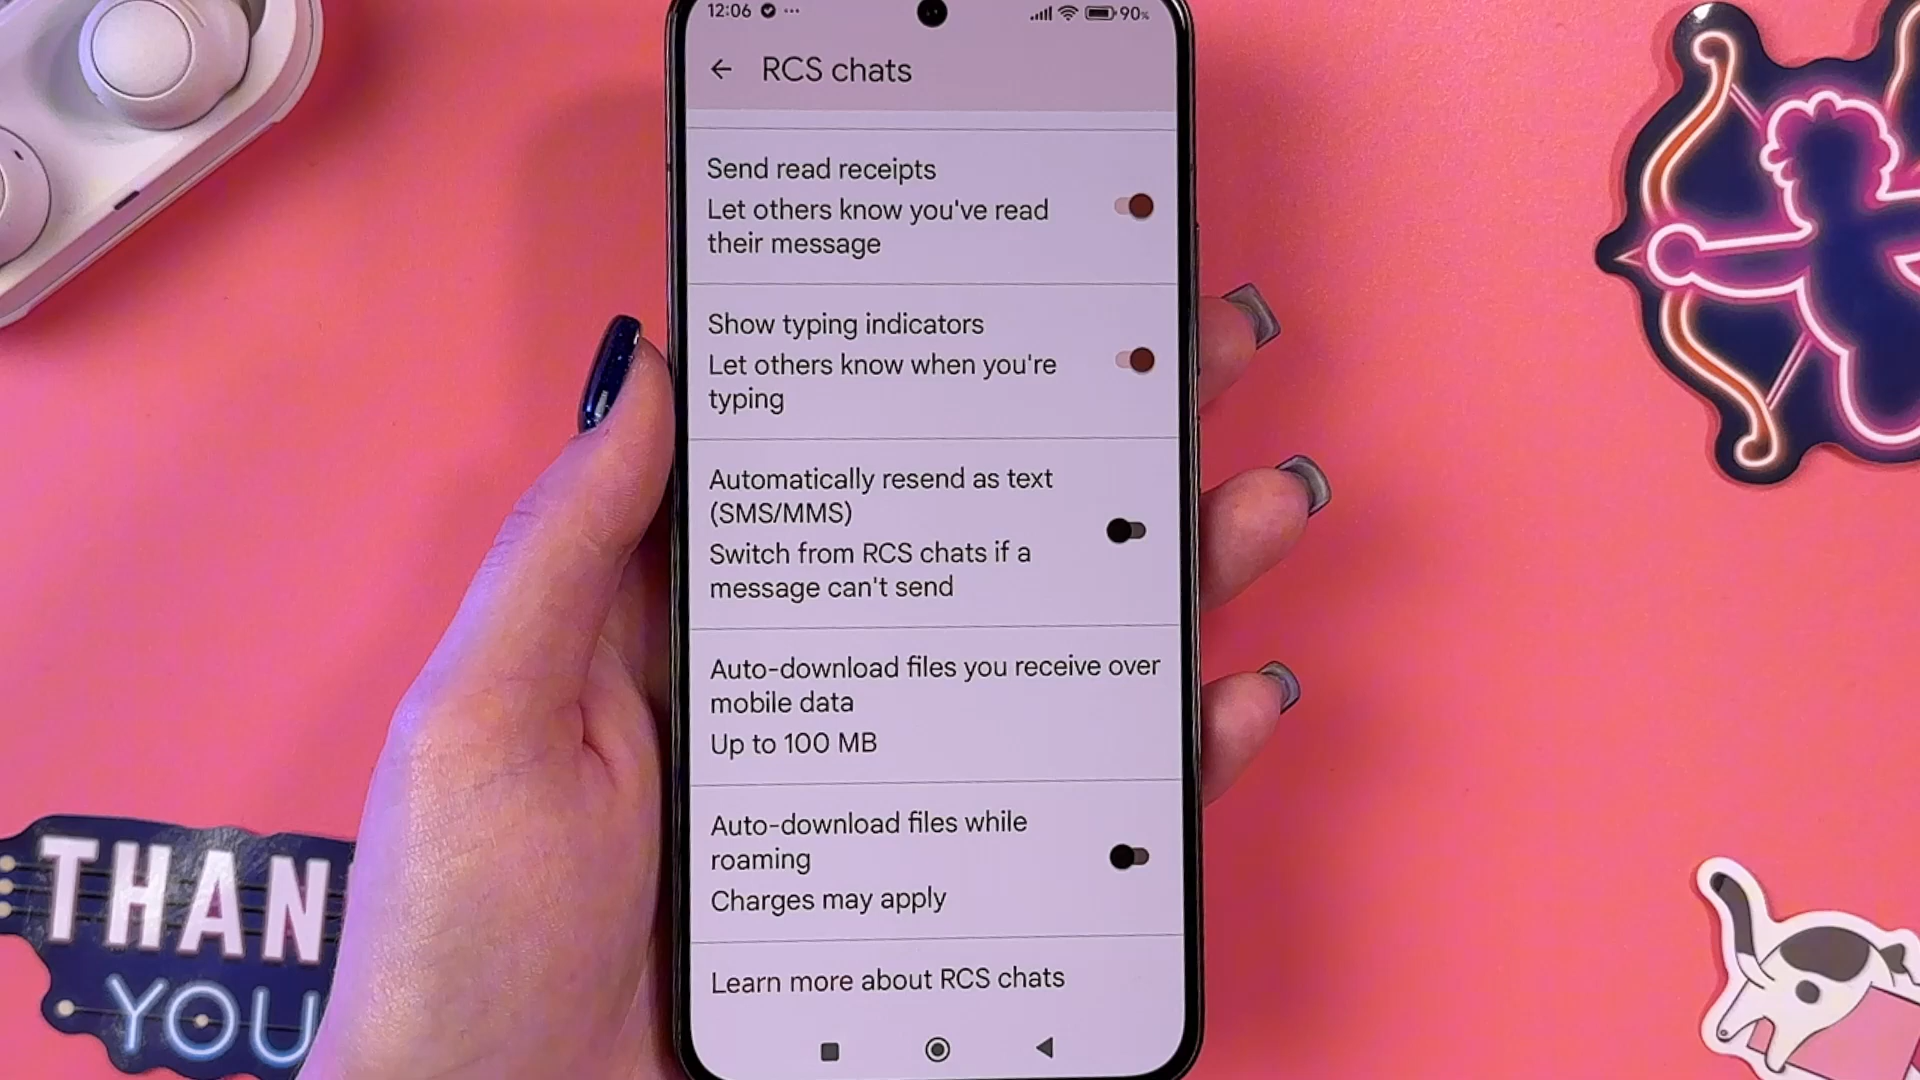 12:06
90%
RCS chats
Send read receipts
Let others know you've read
their message
Show typing indicators
Let others know when you're
typing
Automatically resend as text
(SMS/MMS)
Switch from RCS chats if a
message can't send
Auto-download files you receive over
mobile data
Up to 100 MB
Auto-download files while
roaming
Charges may apply
Learn more about RCS chats
THAN
YOU